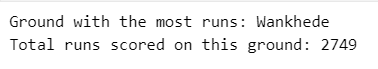 Ground with the most runs: Wankhede
Total runs scored on this ground: 2749